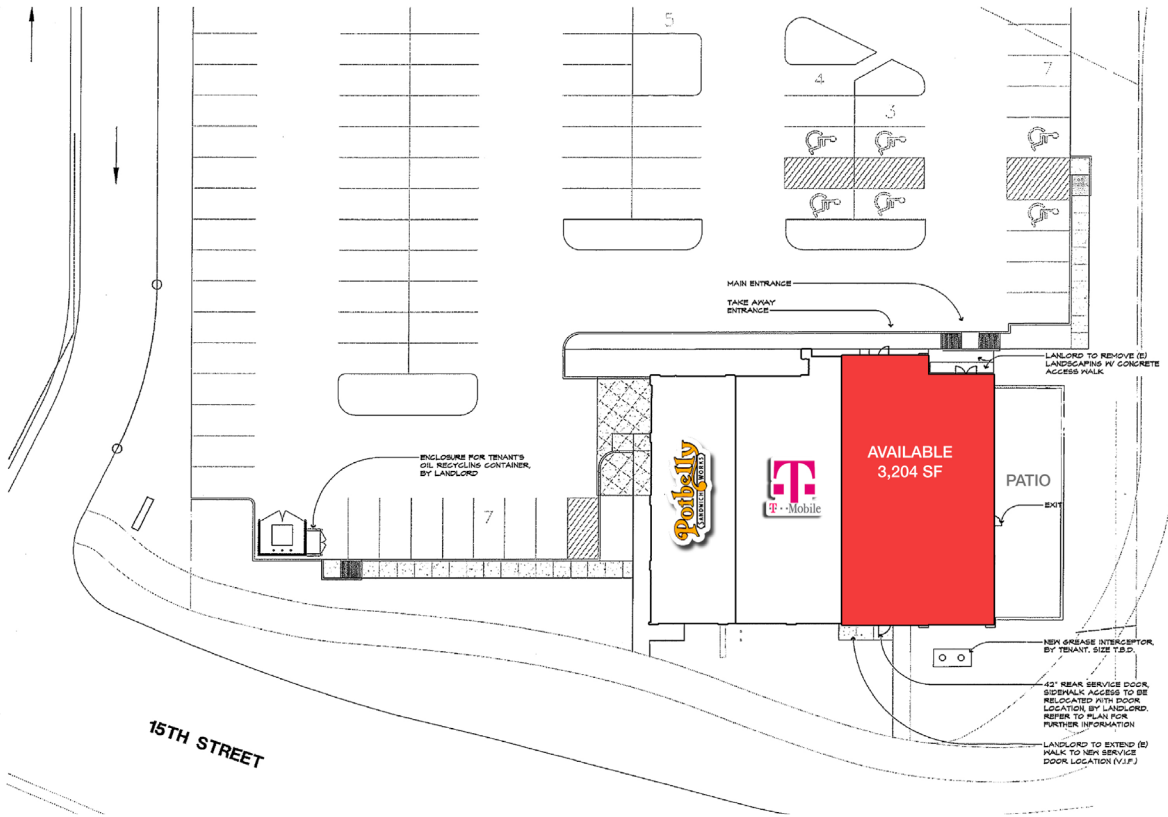 5
4
3
7
MAIN ENTRANCE
TAKE AWAY
ENTRANCE
LANLORD TO REMOVE (E)
LANDSCAPING W/ CONCRETE
ACCESS WALK
ENCLOSURE FOR TENANTS
OIL RECYCLING CONTAINER,
BY LANDLORD
7
Potbelly
SANDWICH WORKS
T
T··Mobile
AVAILABLE
3,204 SF
PATIO
EXIT
NEW GREASE INTERCEPTOR,
BY TENANT. SIZE T.B.D.
42" REAR SERVICE DOOR,
SIDEWALK ACCESS TO BE
RELOCATED WITH DOOR
LOCATION, BY LANDLORD.
REFER TO PLAN FOR
FURTHER INFORMATION
LANDLORD TO EXTEND (E)
WALK TO NEW SERVICE
DOOR LOCATION (V.I.F.)
15TH STREET